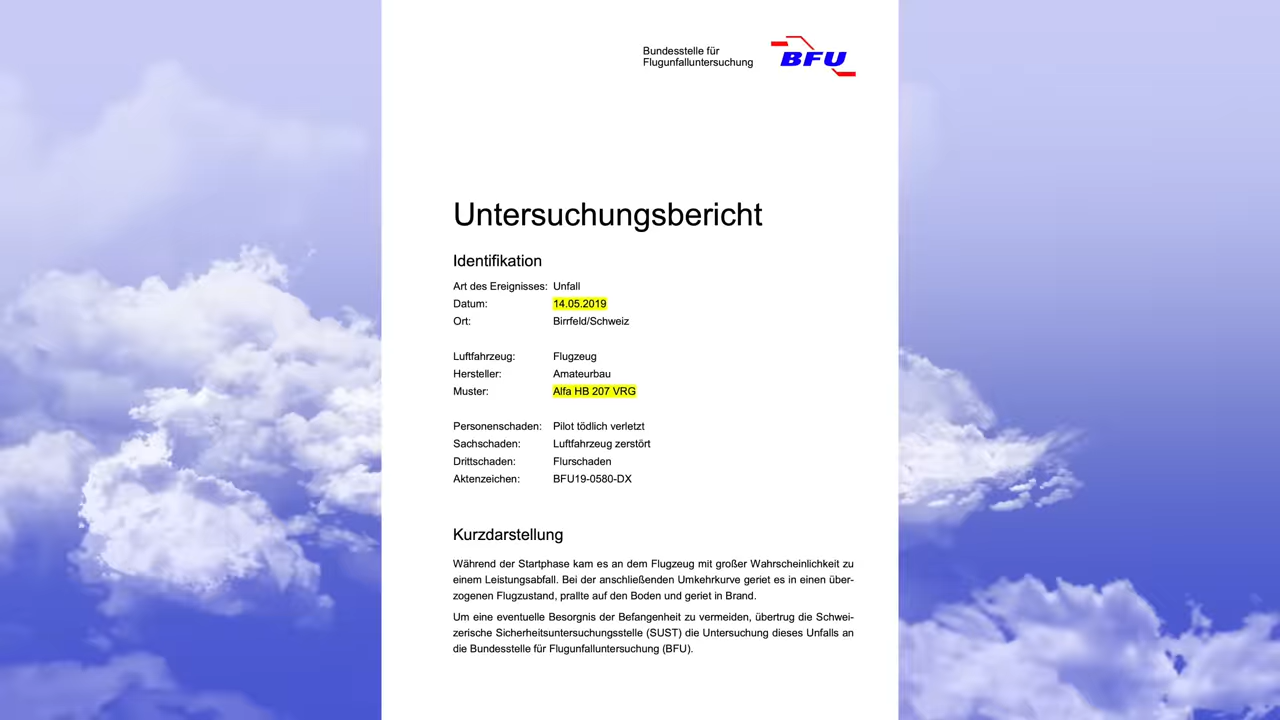 Bundesstelle für
Flugunfalluntersuchung
BFU
Untersuchungsbericht
Identifikation
Art des Ereignisses: Unfall
Datum: 14.05.2019
Ort: Birrfeld/Schweiz
Luftfahrzeug: Flugzeug
Hersteller: Amateurbau
Muster: Alfa HB 207 VRG
Personenschaden: Pilot tödlich verletzt
Sachschaden: Luftfahrzeug zerstört
Drittschaden: Flurschaden
Aktenzeichen: BFU19-0580-DX
Kurzdarstellung
Während der Startphase kam es an dem Flugzeug mit großer Wahrscheinlichkeit zu
einem Leistungsabfall. Bei der anschließenden Umkehrkurve geriet es in einen über-
zogenen Flugzustand, prallte auf den Boden und geriet in Brand.
Um eine eventuelle Besorgnis der Befangenheit zu vermeiden, übertrug die Schwei-
zerische Sicherheitsuntersuchungsstelle (SUST) die Untersuchung dieses Unfalls an
die Bundesstelle für Flugunfalluntersuchung (BFU).